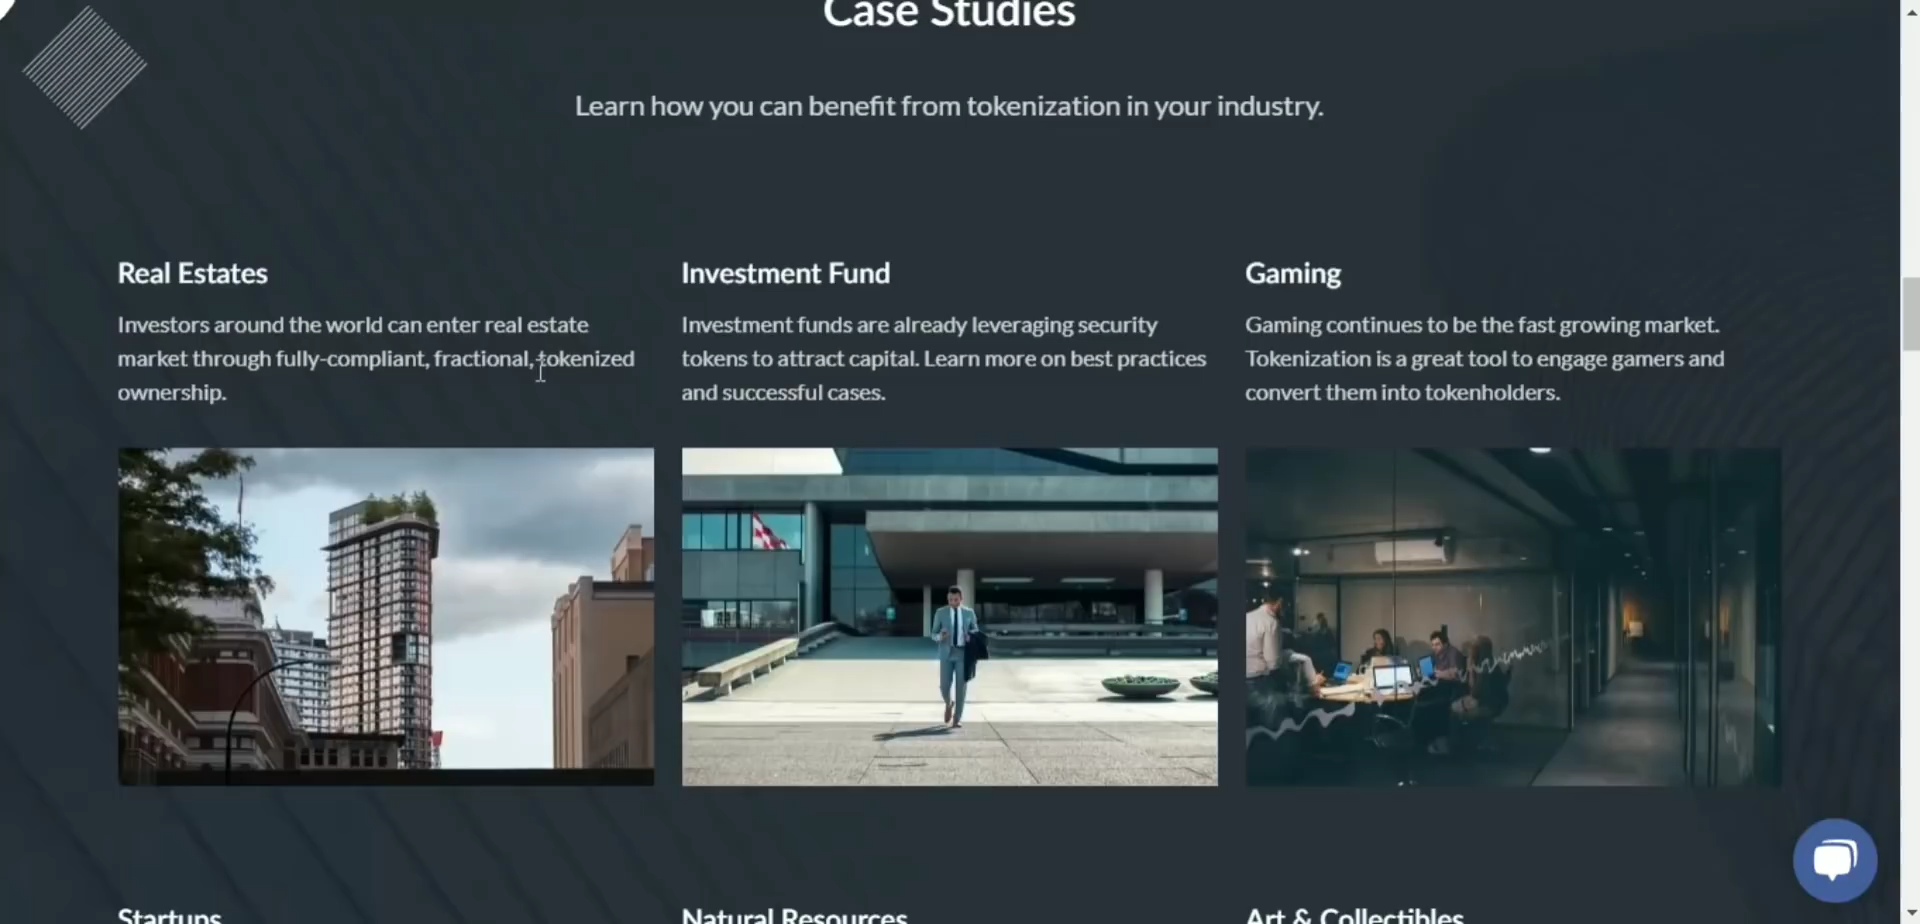 Case Studies
Learn how you can benefit from tokenization in your industry.
Real Estates
Investors around the world can enter real estate
market through fully-compliant, fractional, tokenized
ownership.
Investment Fund
Investment funds are already leveraging security
tokens to attract capital. Learn more on best practices
and successful cases.
Gaming
Gaming continues to be the fast growing market.
Tokenization is a great tool to engage gamers and
convert them into tokenholders.
Startups
Natural Resources
Art & Collectibles